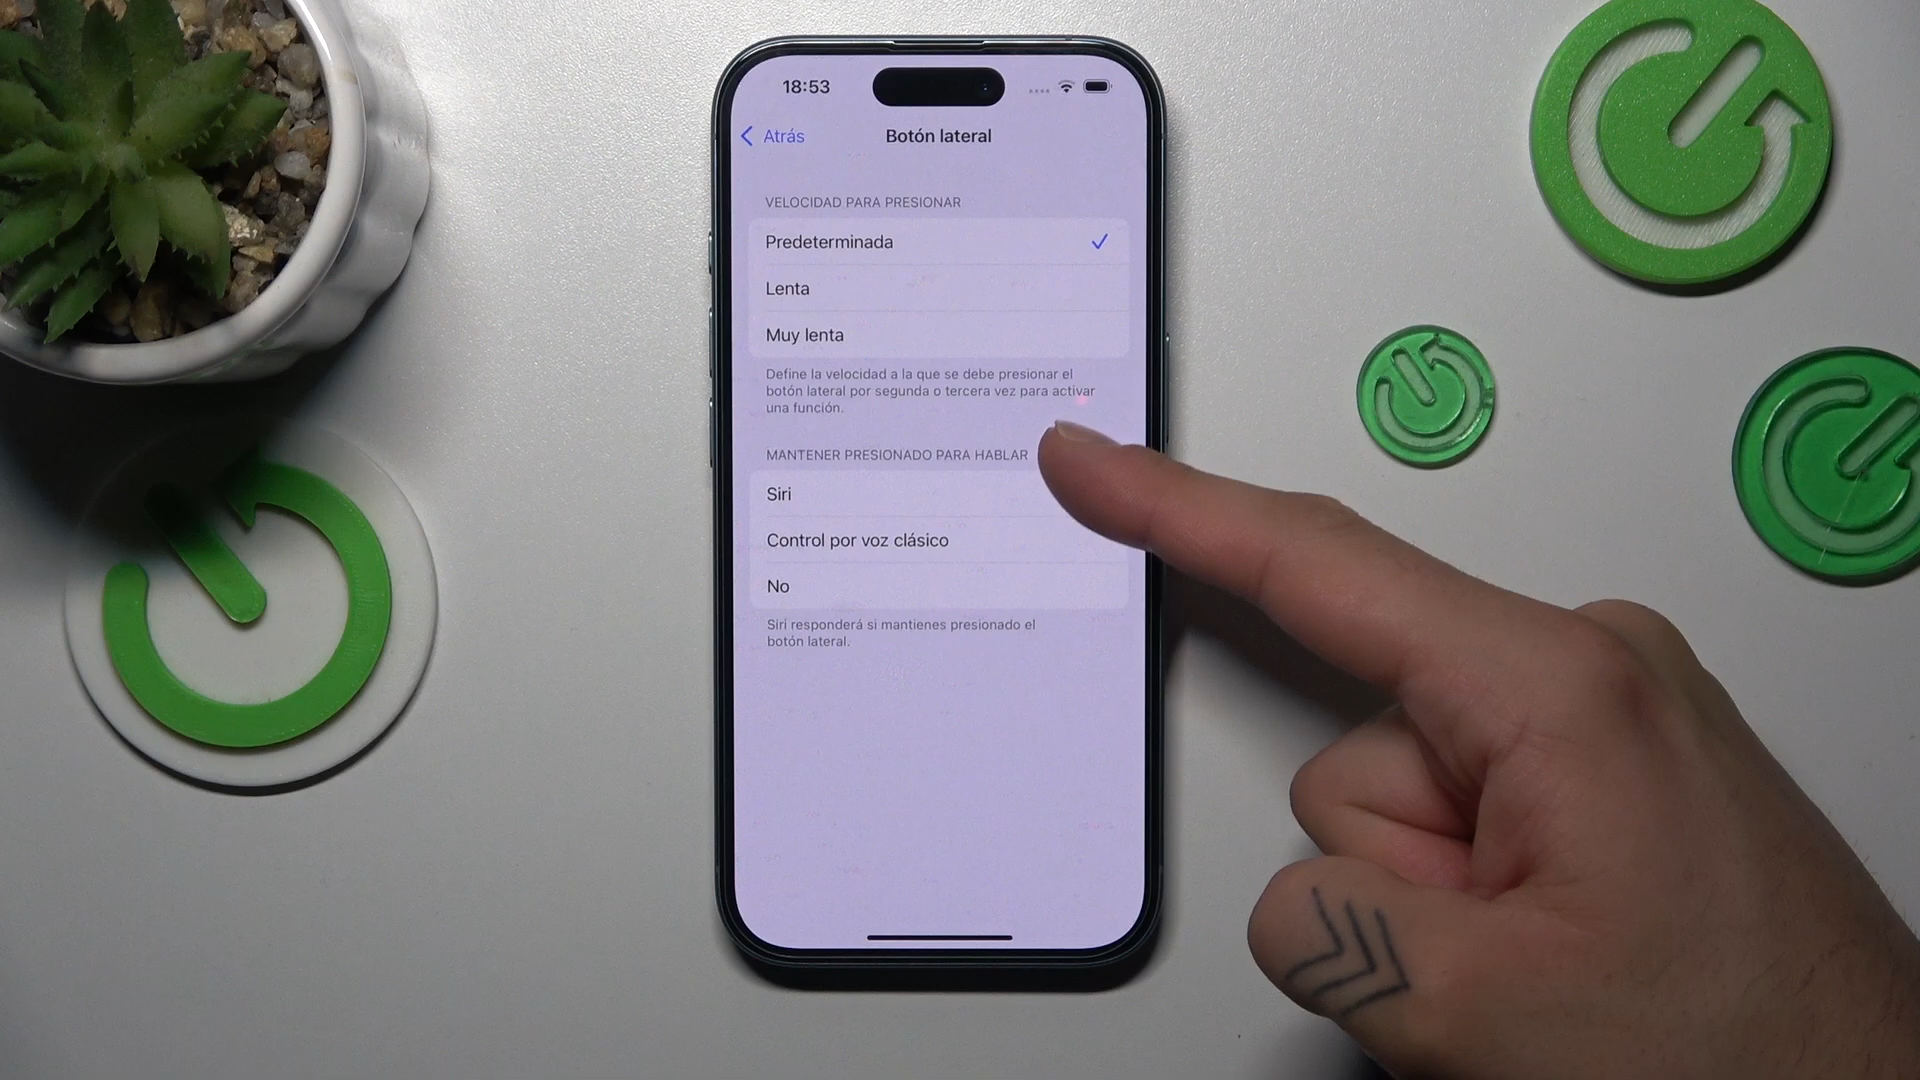 18:53
Atrás
Botón lateral
VELOCIDAD PARA PRESIONAR
Predeterminada
Lenta
Muy lenta
Define la velocidad a la que se debe presionar el
botón lateral por segunda o tercera vez para activar
una función.
MANTENER PRESIONADO PARA HABLAR
Siri
Control por voz clásico
No
Siri responderá si mantienes presionado el
botón lateral.